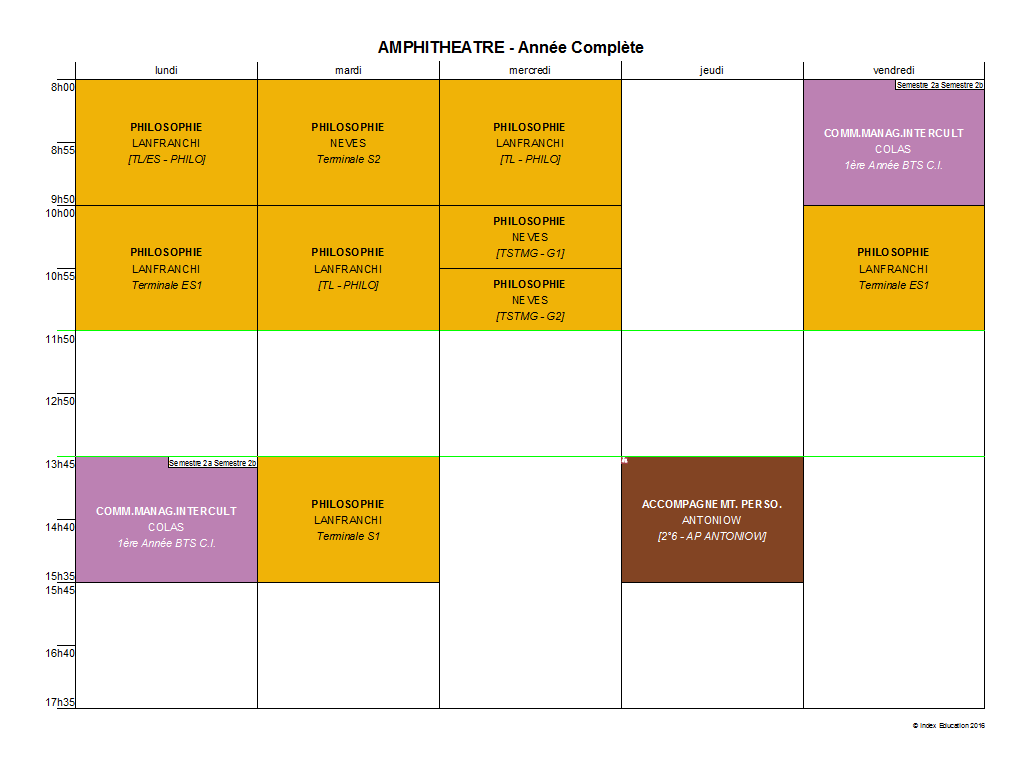 AMPHITHEATRE - Année Complète
lundi
mardi
mercredi
jeudi
vendredi
8h00
8h55
9h50
10h00
10h55
11h50
12h50
13h45
14h40
15h35
15h45
16h40
17h35
PHILOSOPHIE
LANFRANCHI
[TL/ES - PHILO]
PHILOSOPHIE
NEVES
Terminale S2
PHILOSOPHIE
LANFRANCHI
[TL - PHILO]
Semestre 2a Semestre 2b
COMM.MANAG.INTERCULT
COLAS
1ère Année BTS C.I.
PHILOSOPHIE
LANFRANCHI
Terminale ES1
PHILOSOPHIE
LANFRANCHI
[TL - PHILO]
PHILOSOPHIE
NEVES
[TSTMG - G1]
PHILOSOPHIE
NEVES
[TSTMG - G2]
PHILOSOPHIE
LANFRANCHI
Terminale ES1
Semestre 2a Semestre 2b
COMM.MANAG.INTERCULT
COLAS
1ère Année BTS C.I.
PHILOSOPHIE
LANFRANCHI
Terminale S1
ACCOMPAGNEMT. PERSO.
ANTONIOW
[2°6 - AP ANTONIOW]
© Index Education 2016